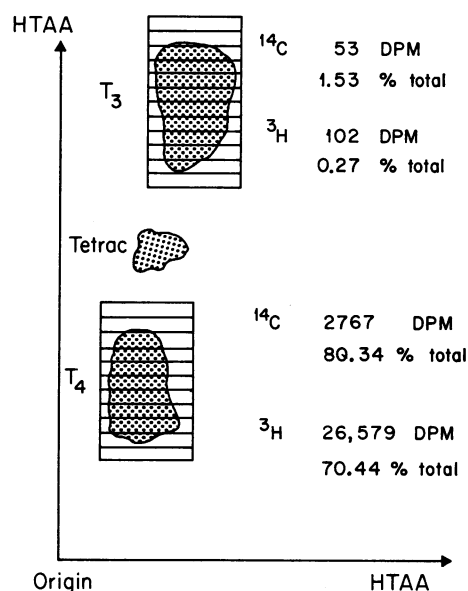 HTAA
T3
14C 53 DPM
1.53 % total
3H 102 DPM
0.27 % total
Tetrac
T4
14C 2767 DPM
80.34 % total
3H 26,579 DPM
70.44 % total
Origin
HTAA